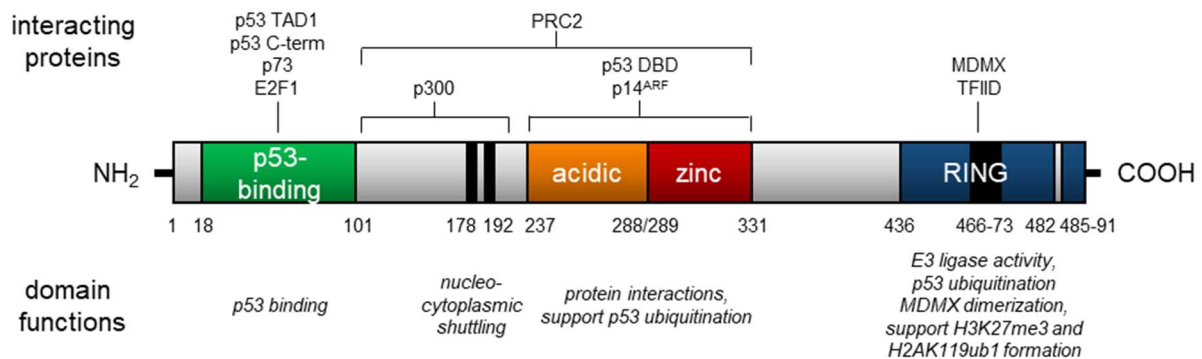 interacting
proteins
p53 TAD1
p53 C-term
p73
E2F1
PRC2
p300
p53 DBD
p14ARF
MDMX
TFIID
NH2
p53-
binding
acidic
zinc
RING
COOH
1 18 101 178 192 237 288/289 331 436 466-73 482 485-91
domain
functions
p53 binding
nucleo-
cytoplasmic
shuttling
protein interactions,
support p53 ubiquitination
E3 ligase activity,
p53 ubiquitination
MDMX dimerization,
support H3K27me3 and
H2AK119ub1 formation